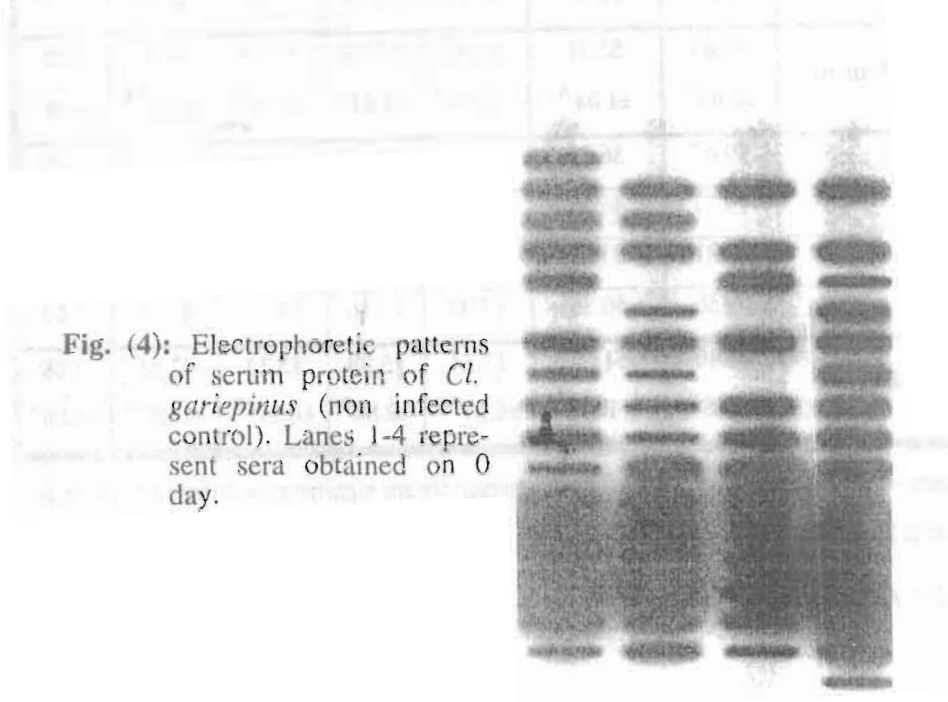 Fig. (4): Electrophoretic patterns
of serum protein of Cl.
gariepinus (non infected
control). Lanes 1-4 repre-
sent sera obtained on 0
day.